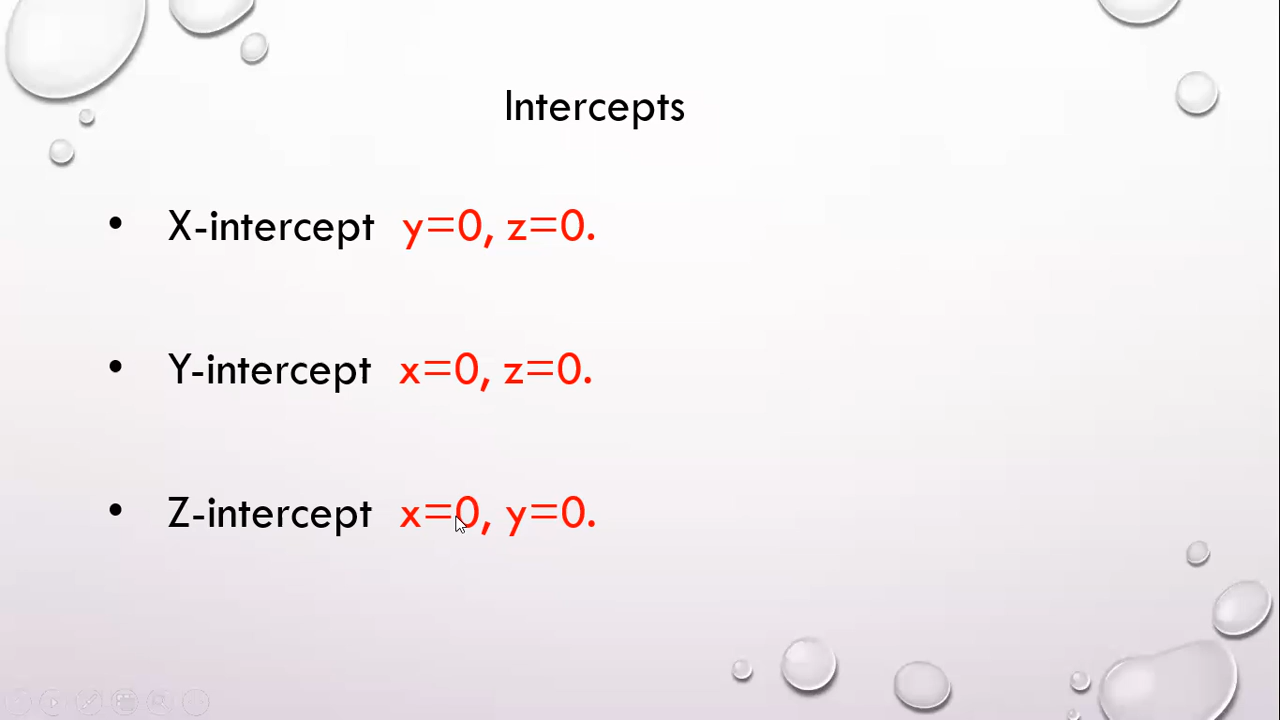 Intercepts
• X-intercept y=0, z=0.
• Y-intercept x=0, z=0.
• Z-intercept x=0, y=0.